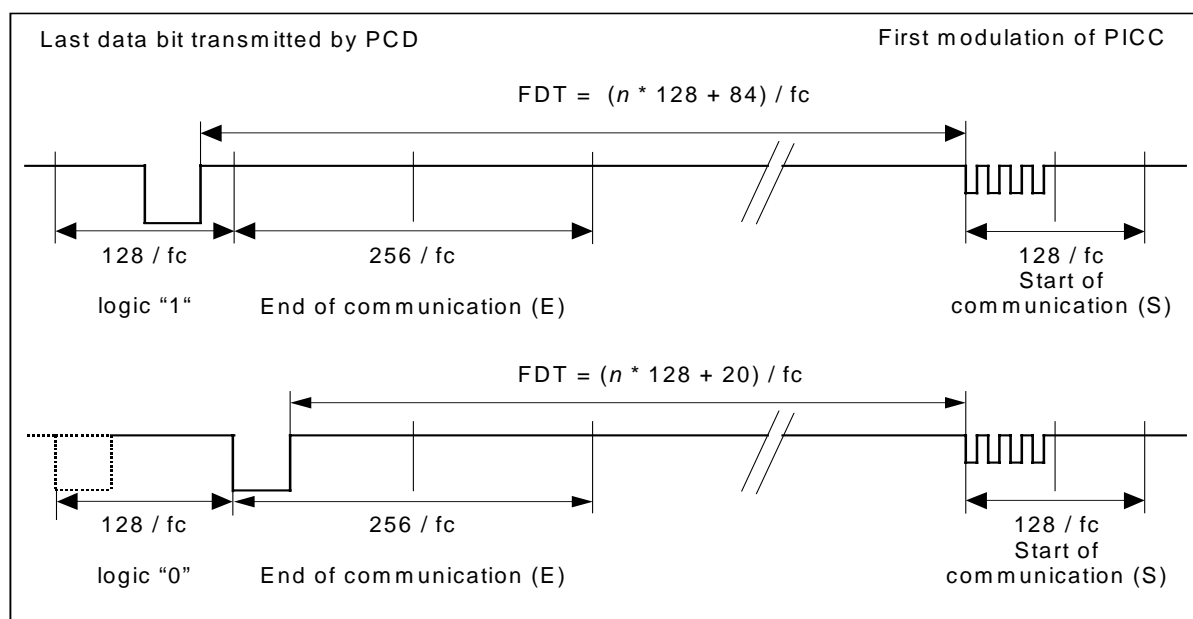 Last data bit transmitted by PCD
First modulation of PICC
FDT = (n * 128 + 84) / fc
128 / fc
256 / fc
128 / fc
logic “1“
End of communication (E)
Start of
communication (S)
FDT = (n * 128 + 20) / fc
128 / fc
256 / fc
128 / fc
logic “0”
End of communication (E)
Start of
communication (S)